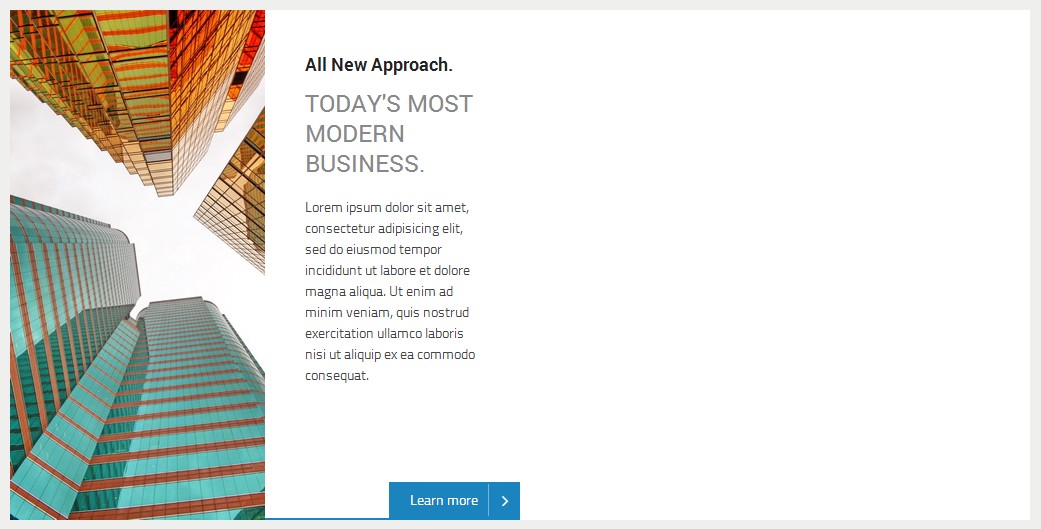 All New Approach.
TODAY'S MOST
MODERN
BUSINESS.
Lorem ipsum dolor sit amet,
consectetur adipisicing elit,
sed do eiusmod tempor
incididunt ut labore et dolore
magna aliqua. Ut enim ad
minim veniam, quis nostrud
exercitation ullamco laboris
nisi ut aliquip ex ea commodo
consequat.
Learn more